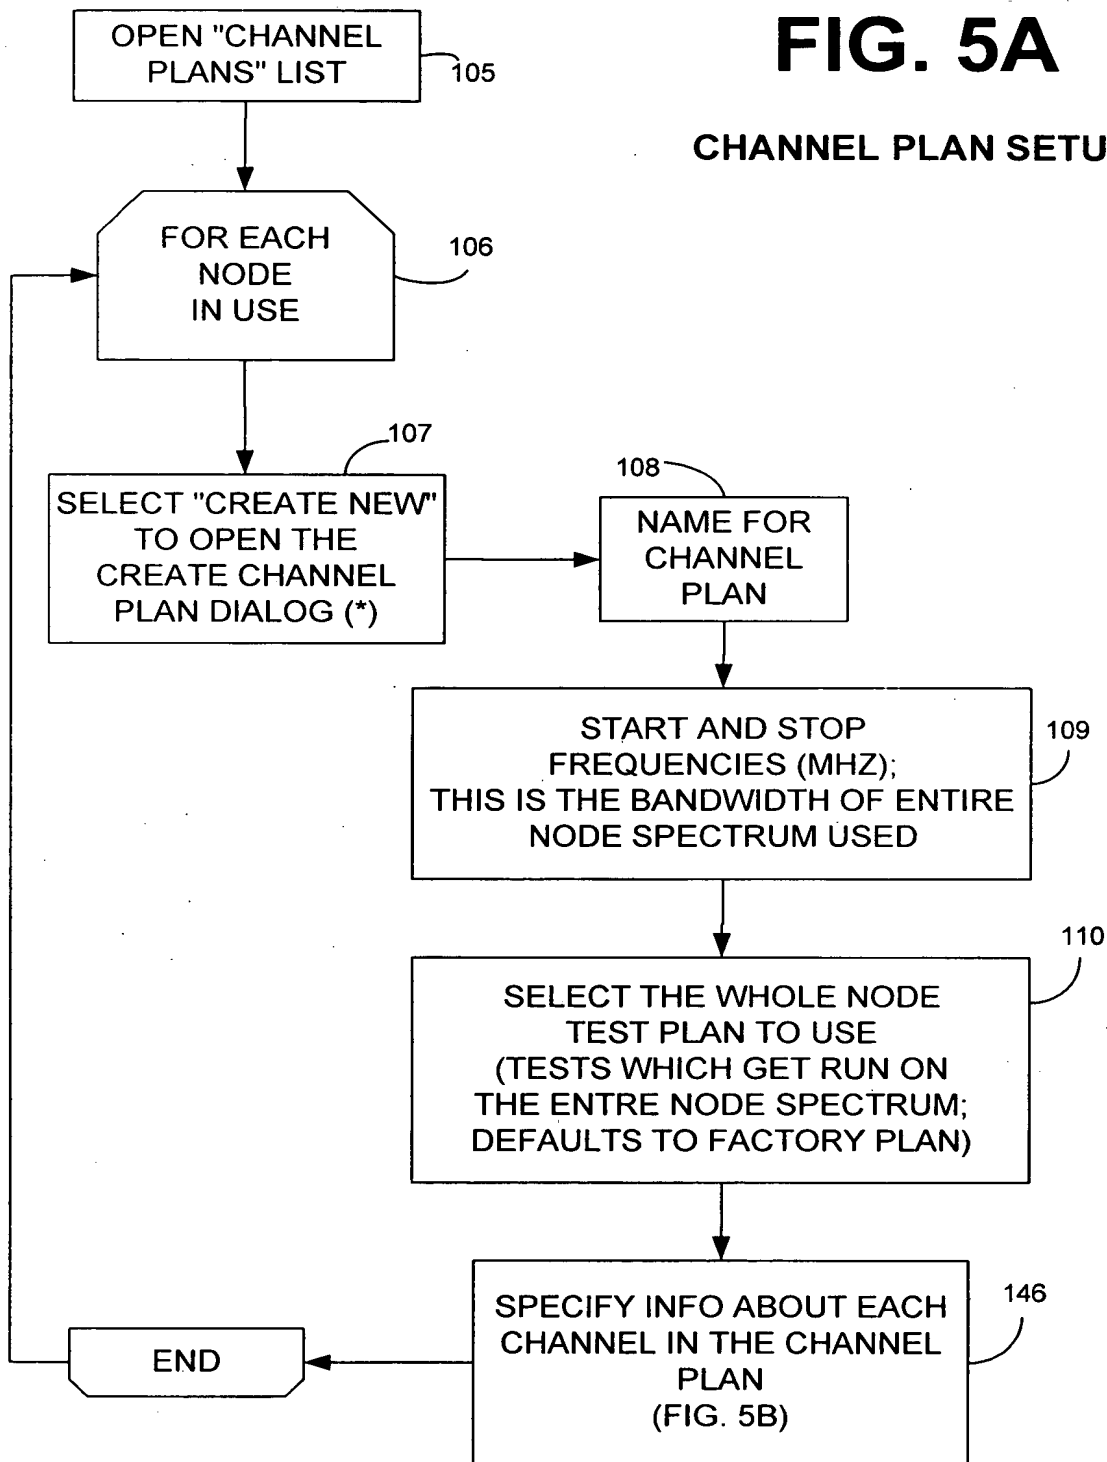 FIG. 5A
CHANNEL PLAN SETU
OPEN "CHANNEL
PLANS" LIST
105
FOR EACH
NODE
IN USE
106
107
SELECT "CREATE NEW"
TO OPEN THE
CREATE CHANNEL
PLAN DIALOG (*)
108
NAME FOR
CHANNEL
PLAN
START AND STOP
FREQUENCIES (MHZ);
THIS IS THE BANDWIDTH OF ENTIRE
NODE SPECTRUM USED
109
110
SELECT THE WHOLE NODE
TEST PLAN TO USE
(TESTS WHICH GET RUN ON
THE ENTRE NODE SPECTRUM;
DEFAULTS TO FACTORY PLAN)
SPECIFY INFO ABOUT EACH
CHANNEL IN THE CHANNEL
PLAN
(FIG. 5B)
146
END